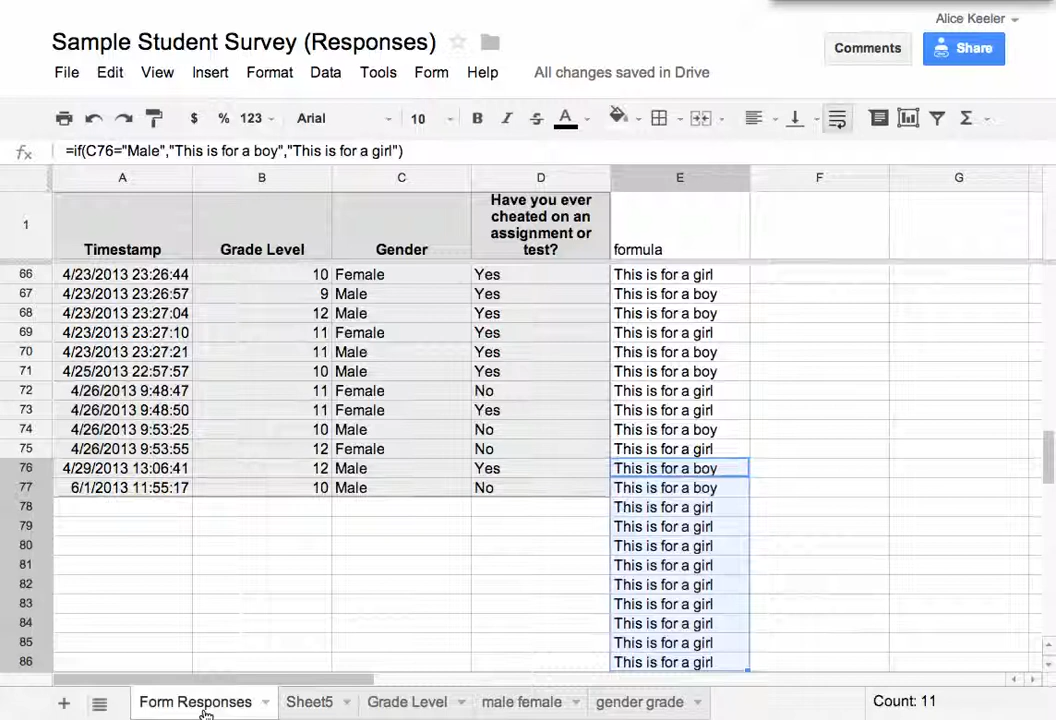 Alice Keeler
Sample Student Survey (Responses)
Comments
Share
File Edit View Insert Format Data Tools Form Help All changes saved in Drive
$ % 123 Arial 10 B I S A Σ
fx =if(C76="Male","This is for a boy","This is for a girl")
A B C D E F G
1 Timestamp Grade Level Gender Have you ever cheated on an assignment or test? formula
66 4/23/2013 23:26:44 10 Female Yes This is for a girl
67 4/23/2013 23:26:57 9 Male Yes This is for a boy
68 4/23/2013 23:27:04 12 Male Yes This is for a boy
69 4/23/2013 23:27:10 11 Female Yes This is for a girl
70 4/23/2013 23:27:21 11 Male Yes This is for a boy
71 4/25/2013 22:57:57 10 Male Yes This is for a boy
72 4/26/2013 9:48:47 11 Female No This is for a girl
73 4/26/2013 9:48:50 11 Female Yes This is for a girl
74 4/26/2013 9:53:25 10 Male No This is for a boy
75 4/26/2013 9:53:55 12 Female No This is for a girl
76 4/29/2013 13:06:41 12 Male Yes This is for a boy
77 6/1/2013 11:55:17 10 Male No This is for a boy
78 This is for a girl
79 This is for a girl
80 This is for a girl
81 This is for a girl
82 This is for a girl
83 This is for a girl
84 This is for a girl
85 This is for a girl
86 This is for a girl
+ Form Responses Sheet5 Grade Level male female gender grade Count: 11